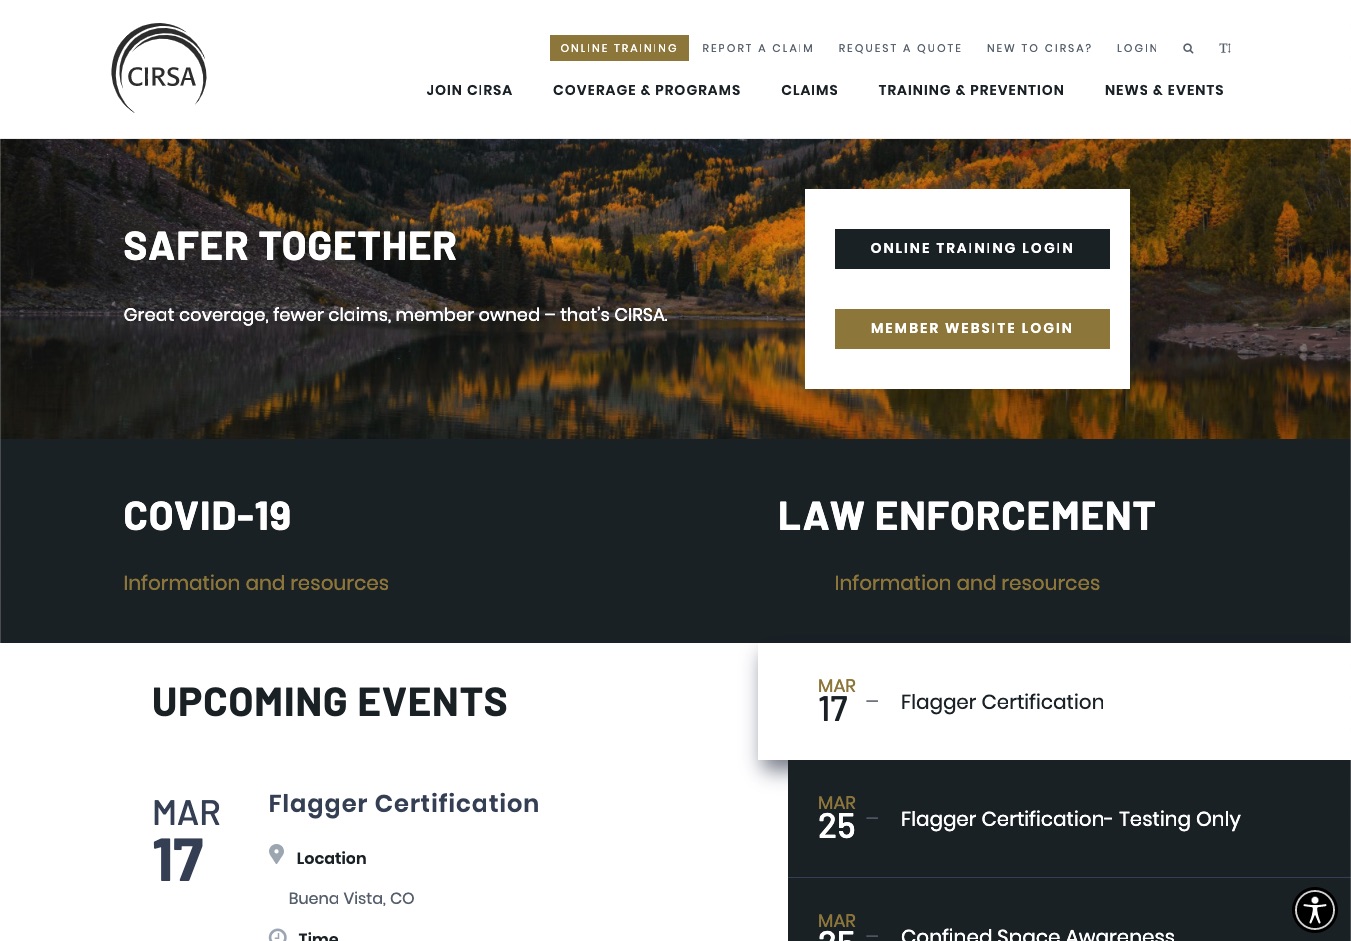 CIRSA
ONLINE TRAINING REPORT A CLAIM REQUEST A QUOTE NEW TO CIRSA? LOGIN
JOIN CIRSA COVERAGE & PROGRAMS CLAIMS TRAINING & PREVENTION NEWS & EVENTS
SAFER TOGETHER
Great coverage, fewer claims, member owned – that's CIRSA.
ONLINE TRAINING LOGIN
MEMBER WEBSITE LOGIN
COVID-19
Information and resources
LAW ENFORCEMENT
Information and resources
UPCOMING EVENTS
MAR
17
Flagger Certification
Location
Buena Vista, CO
Time
MAR
17 – Flagger Certification
MAR
25 – Flagger Certification- Testing Only
MAR
25 – Confined Space Awareness